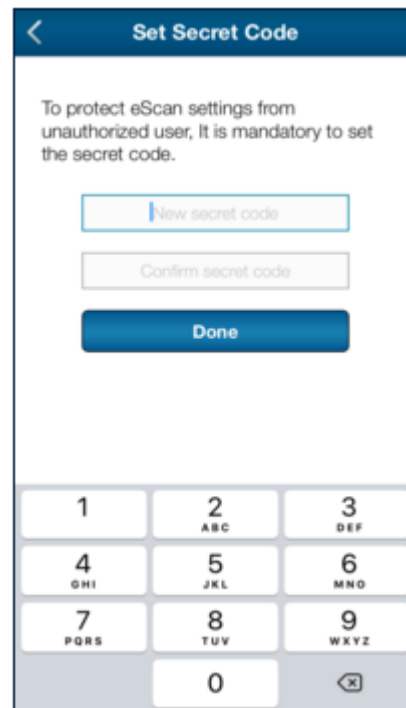 Set Secret Code
To protect eScan settings from
unauthorized user, It is mandatory to set
the secret code.
New secret code
Confirm secret code
Done
1 2 3
ABC DEF
4 5 6
GHI JKL MNO
7 8 9
PQRS TUV WXYZ
0